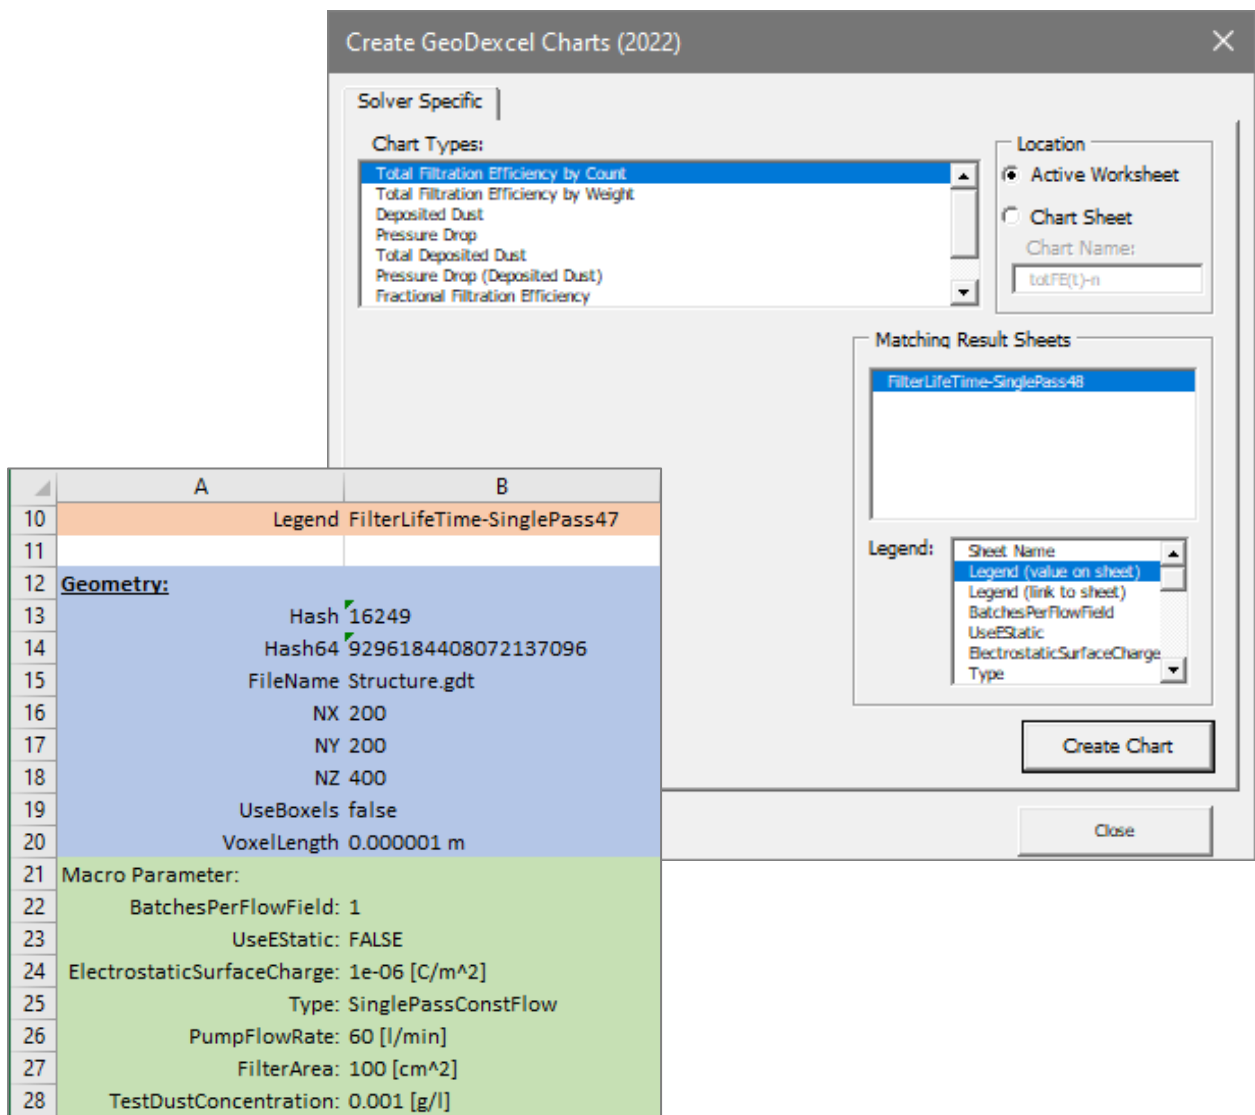 Create GeoDexcel Charts (2022)
Solver Specific
Chart Types:
Total Filtration Efficiency by Count
Total Filtration Efficiency by Weight
Deposited Dust
Pressure Drop
Total Deposited Dust
Pressure Drop (Deposited Dust)
Fractional Filtration Efficiency
Location
Active Worksheet
Chart Sheet
Chart Name:
totFE(t)-n
Matching Result Sheets
FilterLifeTime-SinglePass48
Legend:
Sheet Name
Legend (value on sheet)
Legend (link to sheet)
BatchesPerFlowField
UseEStatic
ElectrostaticSurfaceCharge
Type
Create Chart
Close
A B
10 Legend FilterLifeTime-SinglePass47
11
12 Geometry:
13 Hash 16249
14 Hash64 9296184408072137096
15 FileName Structure.gdt
16 NX 200
17 NY 200
18 NZ 400
19 UseBoxels false
20 VoxelLength 0.000001 m
21 Macro Parameter:
22 BatchesPerFlowField: 1
23 UseEStatic: FALSE
24 ElectrostaticSurfaceCharge: 1e-06 [C/m^2]
25 Type: SinglePassConstFlow
26 PumpFlowRate: 60 [l/min]
27 FilterArea: 100 [cm^2]
28 TestDustConcentration: 0.001 [g/l]